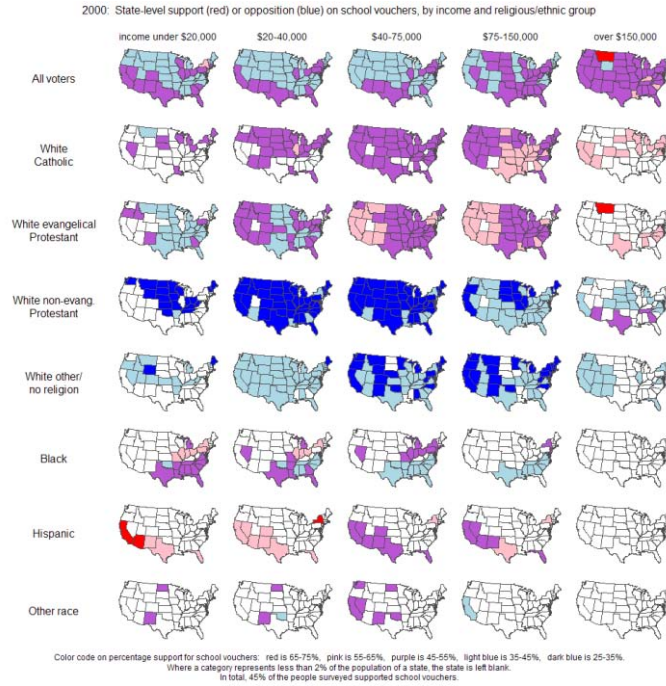 2000: State-level support (red) or opposition (blue) on school vouchers, by income and religious/ethnic group
income under $20,000 $20-40,000 $40-75,000 $75-150,000 over $150,000
All voters
White
Catholic
White evangelical
Protestant
White non-evang.
Protestant
White other/
no religion
Black
Hispanic
Other race
Color code on percentage support for school vouchers: red is 65-75%, pink is 55-65%, purple is 45-55%, light blue is 35-45%, dark blue is 25-35%.
Where a category represents less than 2% of the population of a state, the state is left blank.
In total, 45% of the people surveyed supported school vouchers.